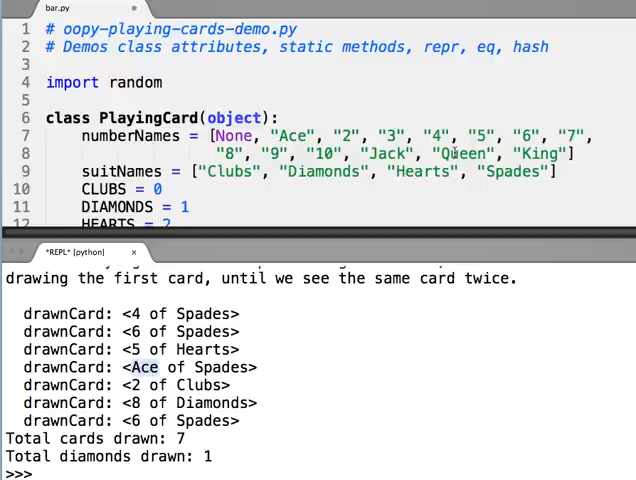 bar.py
1 # oopy-playing-cards-demo.py
2 # Demos class attributes, static methods, repr, eq, hash
3
4 import random
5
6 class PlayingCard(object):
7 numberNames = [None, "Ace", "2", "3", "4", "5", "6", "7",
8 "8", "9", "10", "Jack", "Queen", "King"]
9 suitNames = ["Clubs", "Diamonds", "Hearts", "Spades"]
10 CLUBS = 0
11 DIAMONDS = 1
12 HEARTS = 2
*REPL* [python]
drawing the first card, until we see the same card twice.
drawnCard: <4 of Spades>
drawnCard: <6 of Spades>
drawnCard: <5 of Hearts>
drawnCard: <Ace of Spades>
drawnCard: <2 of Clubs>
drawnCard: <8 of Diamonds>
drawnCard: <6 of Spades>
Total cards drawn: 7
Total diamonds drawn: 1
>>>